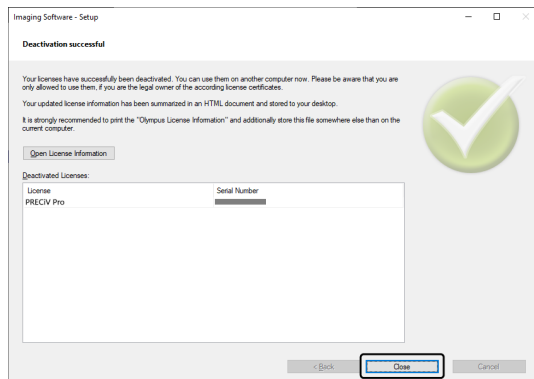 Imaging Software - Setup
Deactivation successful
Your licenses have successfully been deactivated. You can use them on another computer now. Please be aware that you are
only allowed to use them, if you are the legal owner of the according license certificates.
Your updated license information has been summarized in an HTML document and stored to your desktop.
It is strongly recommended to print the "Olympus License Information" and additionally store this file somewhere else than on the
current computer.
Open License Information
Deactivated Licenses:
License Serial Number
PRECiV Pro
< Back Close Cancel